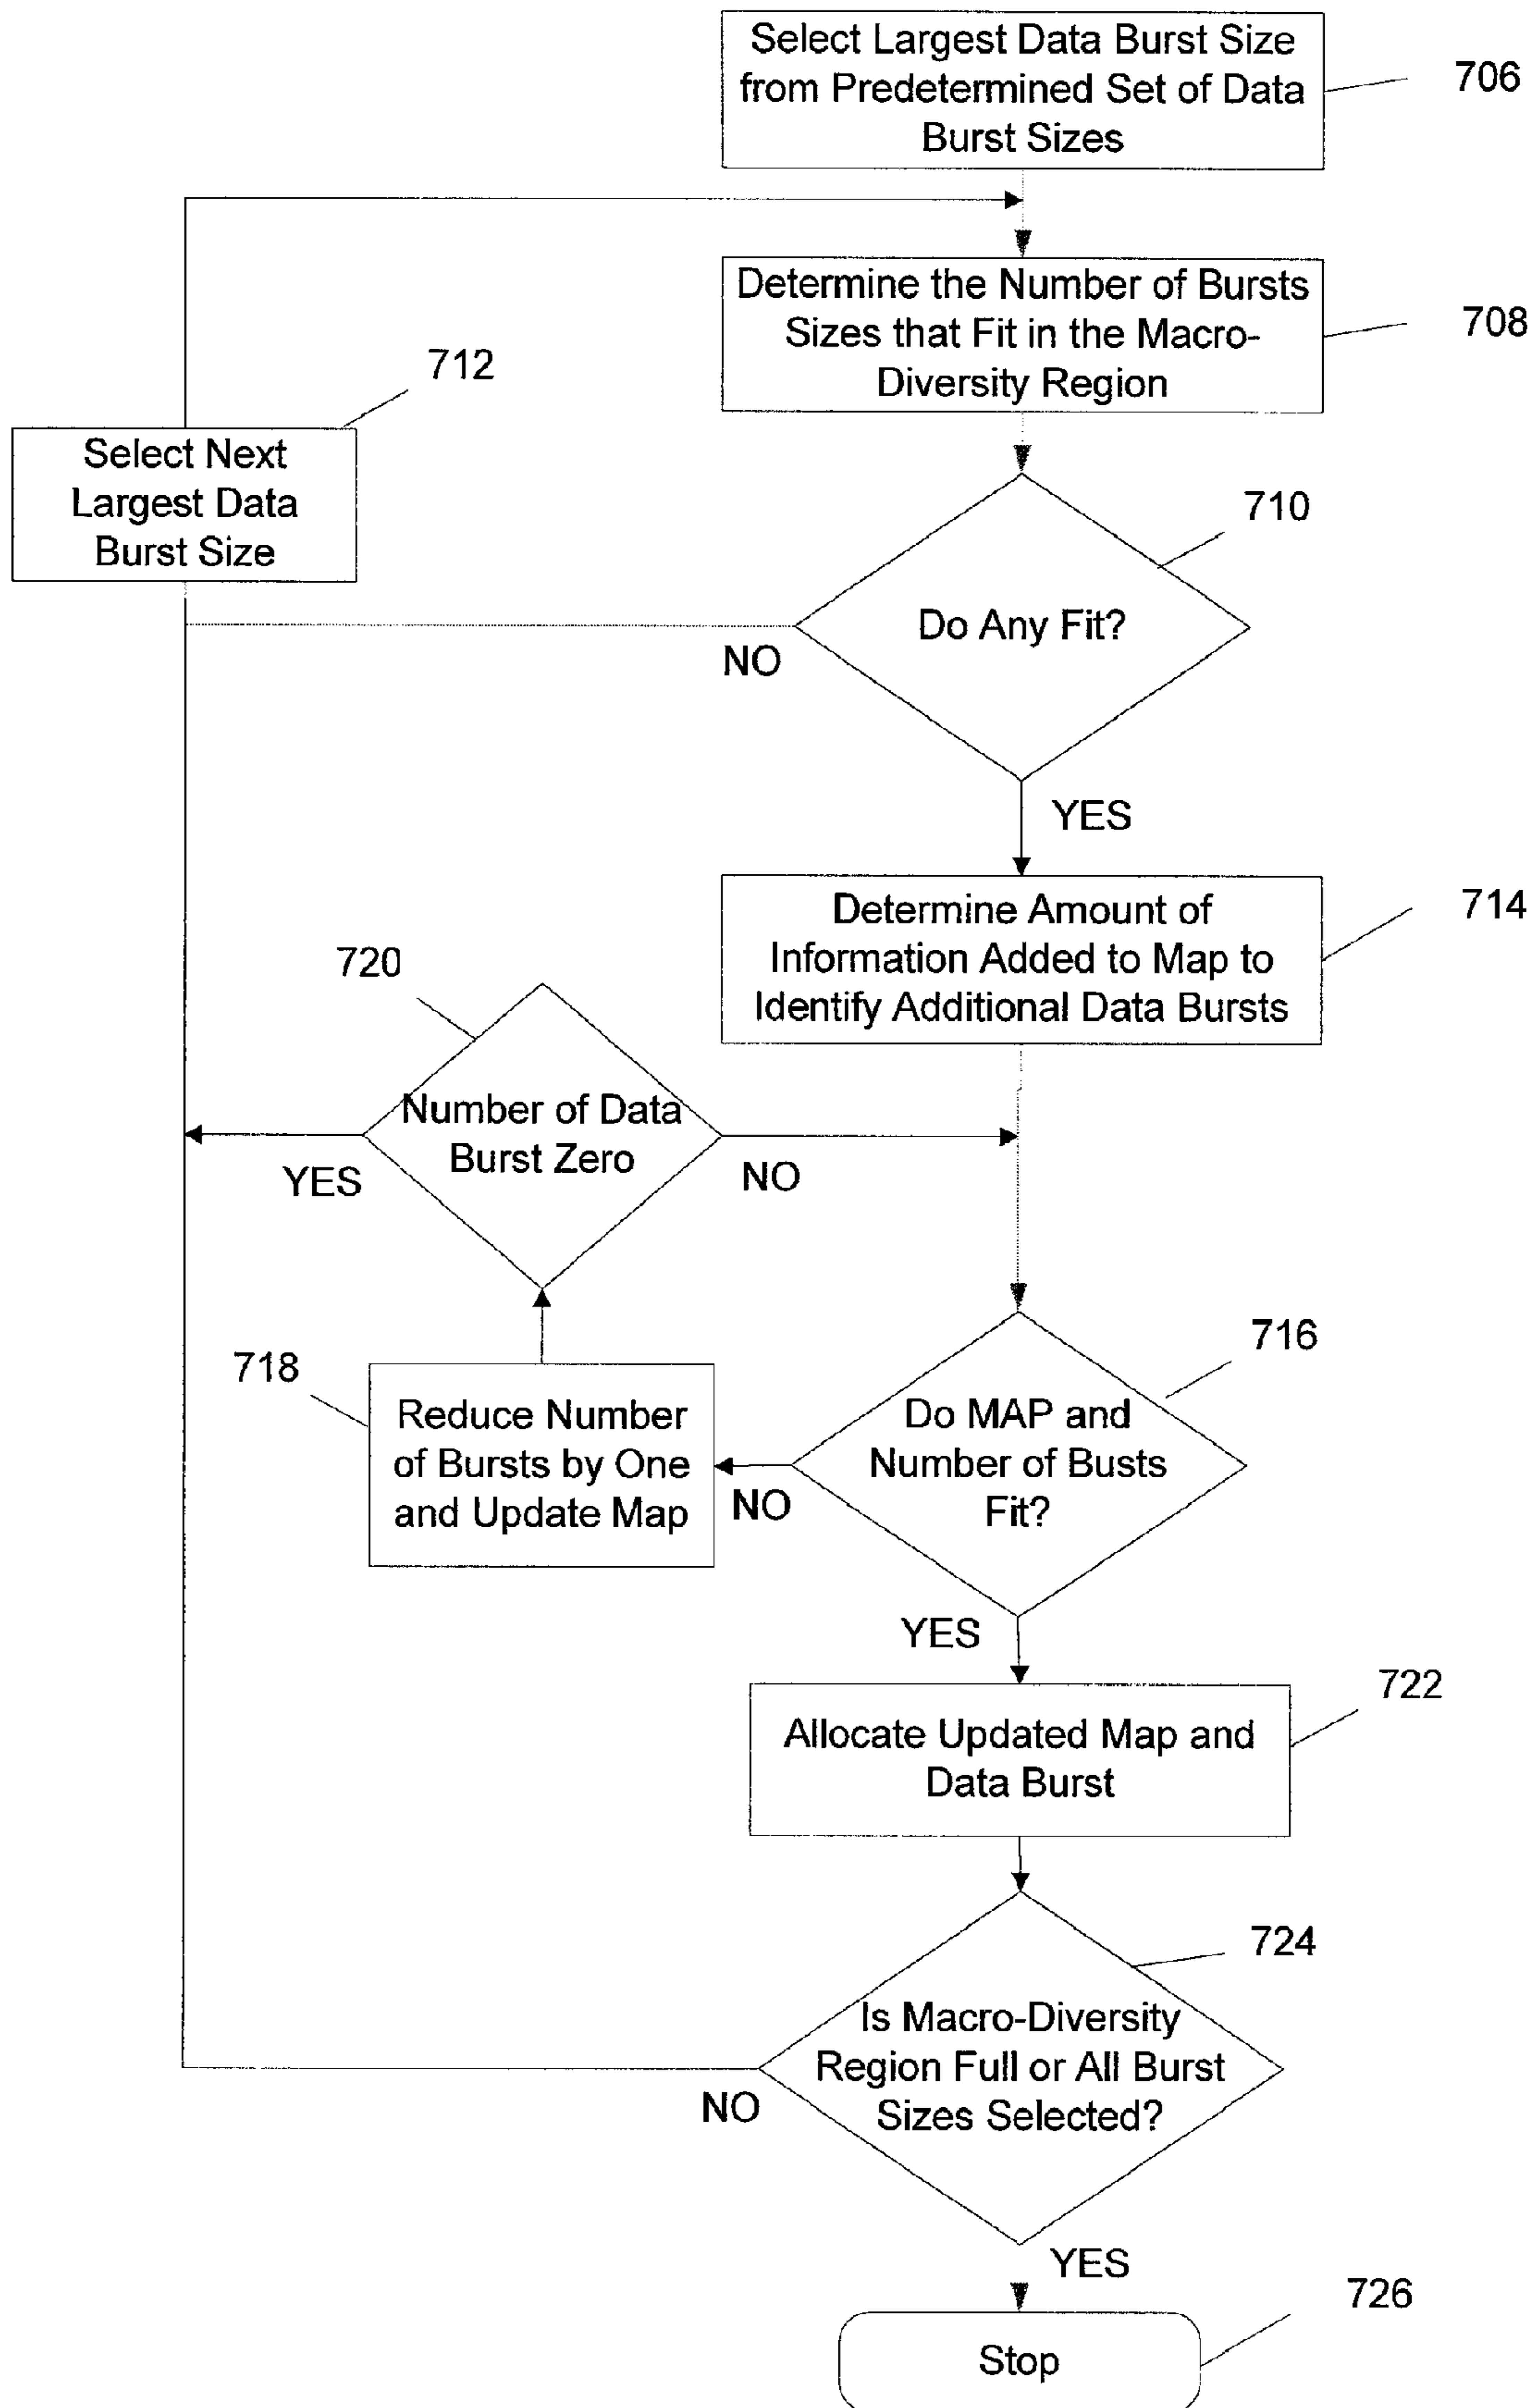 Select Largest Data Burst Size
from Predetermined Set of Data
Burst Sizes
706
Determine the Number of Bursts
Sizes that Fit in the Macro-
Diversity Region
708
712
Select Next
Largest Data
Burst Size
710
Do Any Fit?
NO
YES
Determine Amount of
Information Added to Map to
Identify Additional Data Bursts
714
720
Number of Data
Burst Zero
YES
NO
716
718
Reduce Number
of Bursts by One
and Update Map
Do MAP and
Number of Busts
Fit?
NO
YES
722
Allocate Updated Map and
Data Burst
724
Is Macro-Diversity
Region Full or All Burst
Sizes Selected?
NO
YES
726
Stop